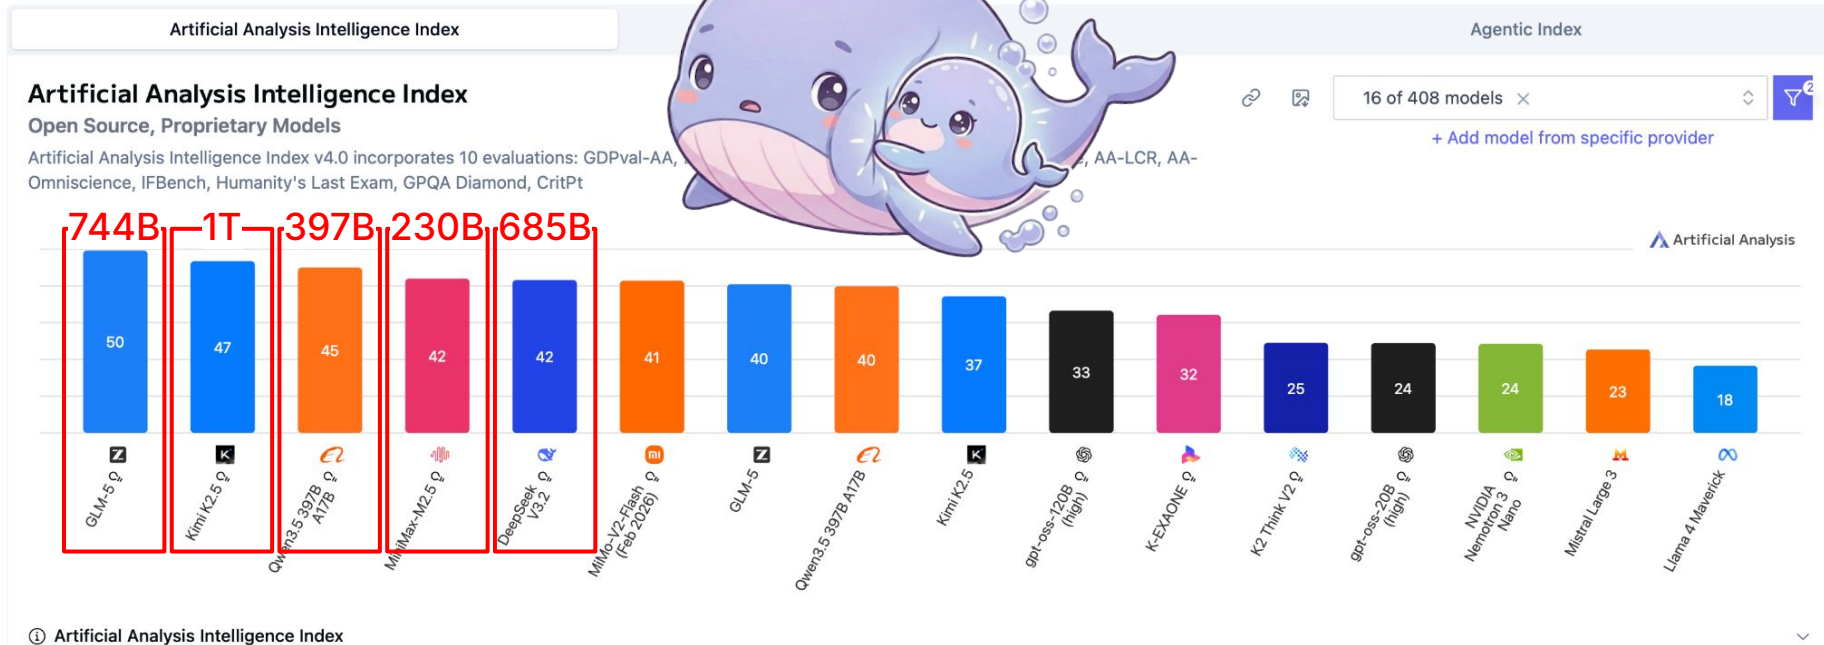 Artificial Analysis Intelligence Index
Agentic Index
Artificial Analysis Intelligence Index
Open Source, Proprietary Models
16 of 408 models
2
+ Add model from specific provider
Artificial Analysis Intelligence Index v4.0 incorporates 10 evaluations: GDPval-AA, AA-LCR, AA-
Omniscience, IFBench, Humanity's Last Exam, GPQA Diamond, CritPt
744B 1T 397B 230B 685B
Artificial Analysis
50 47 45 42 42 41 40 40 37 33 32 25 24 24 23 18
GLM-5
Kimi K2.5
Qwen3.5 397B
A17B
MiniMax-M2.5
DeepSeek
V3.2
MiMo-V2-Flash
(Feb 2026)
GLM-5
Qwen3.5 397B A17B
Kimi K2.5
gpt-oss-120B
(high)
K-EXAONE
K2 Think V2
gpt-oss-20B
(high)
NVIDIA
Nemotron 3
Nano
Mistral Large 3
Llama 4 Maverick
Artificial Analysis Intelligence Index